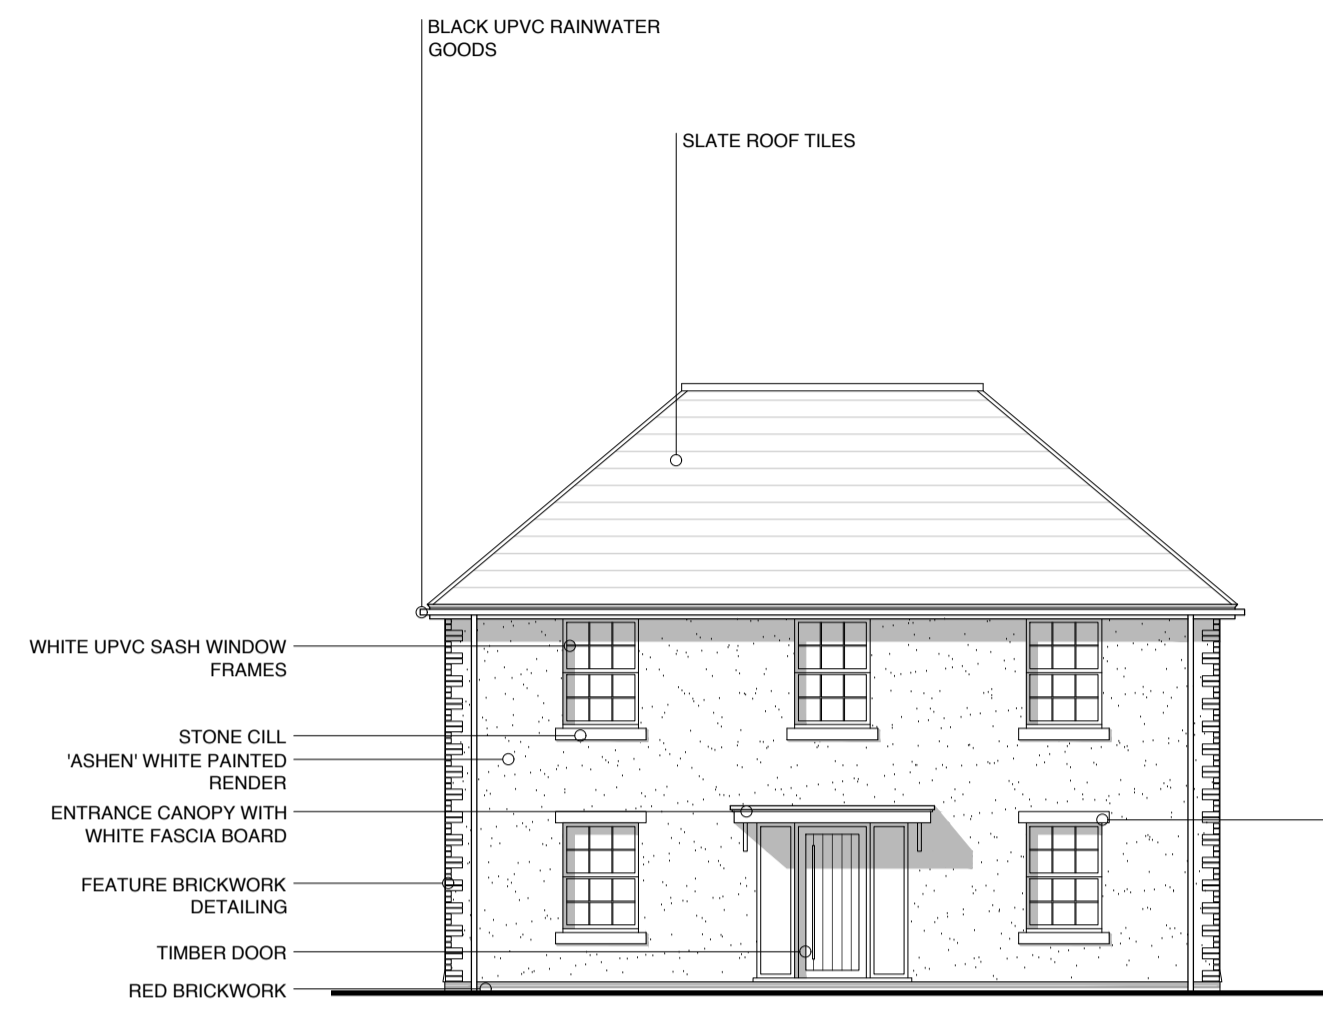 BLACK UPVC RAINWATER
GOODS
SLATE ROOF TILES
WHITE UPVC SASH WINDOW
FRAMES
STONE CILL
'ASHEN' WHITE PAINTED
RENDER
ENTRANCE CANOPY WITH
WHITE FASCIA BOARD
FEATURE BRICKWORK
DETAILING
TIMBER DOOR
RED BRICKWORK